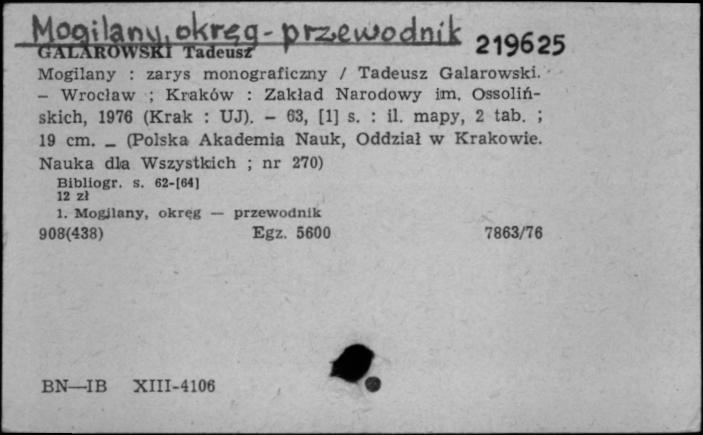 Mogilany, okręg - przewodnik
219625
GALAROWSKI Tadeusz
Mogilany : zarys monograficzny / Tadeusz Galarowski.
– Wrocław ; Kraków : Zakład Narodowy im. Ossoliń-
skich, 1976 (Krak : UJ). – 63, [1] s. : il. mapy, 2 tab. ;
19 cm. – (Polska Akademia Nauk, Oddział w Krakowie.
Nauka dla Wszystkich ; nr 270)
Bibliogr. s. 62-[64]
12 zł
1. Mogilany, okręg — przewodnik
908(438) Egz. 5600 7863/76
BN—IB XIII-4106